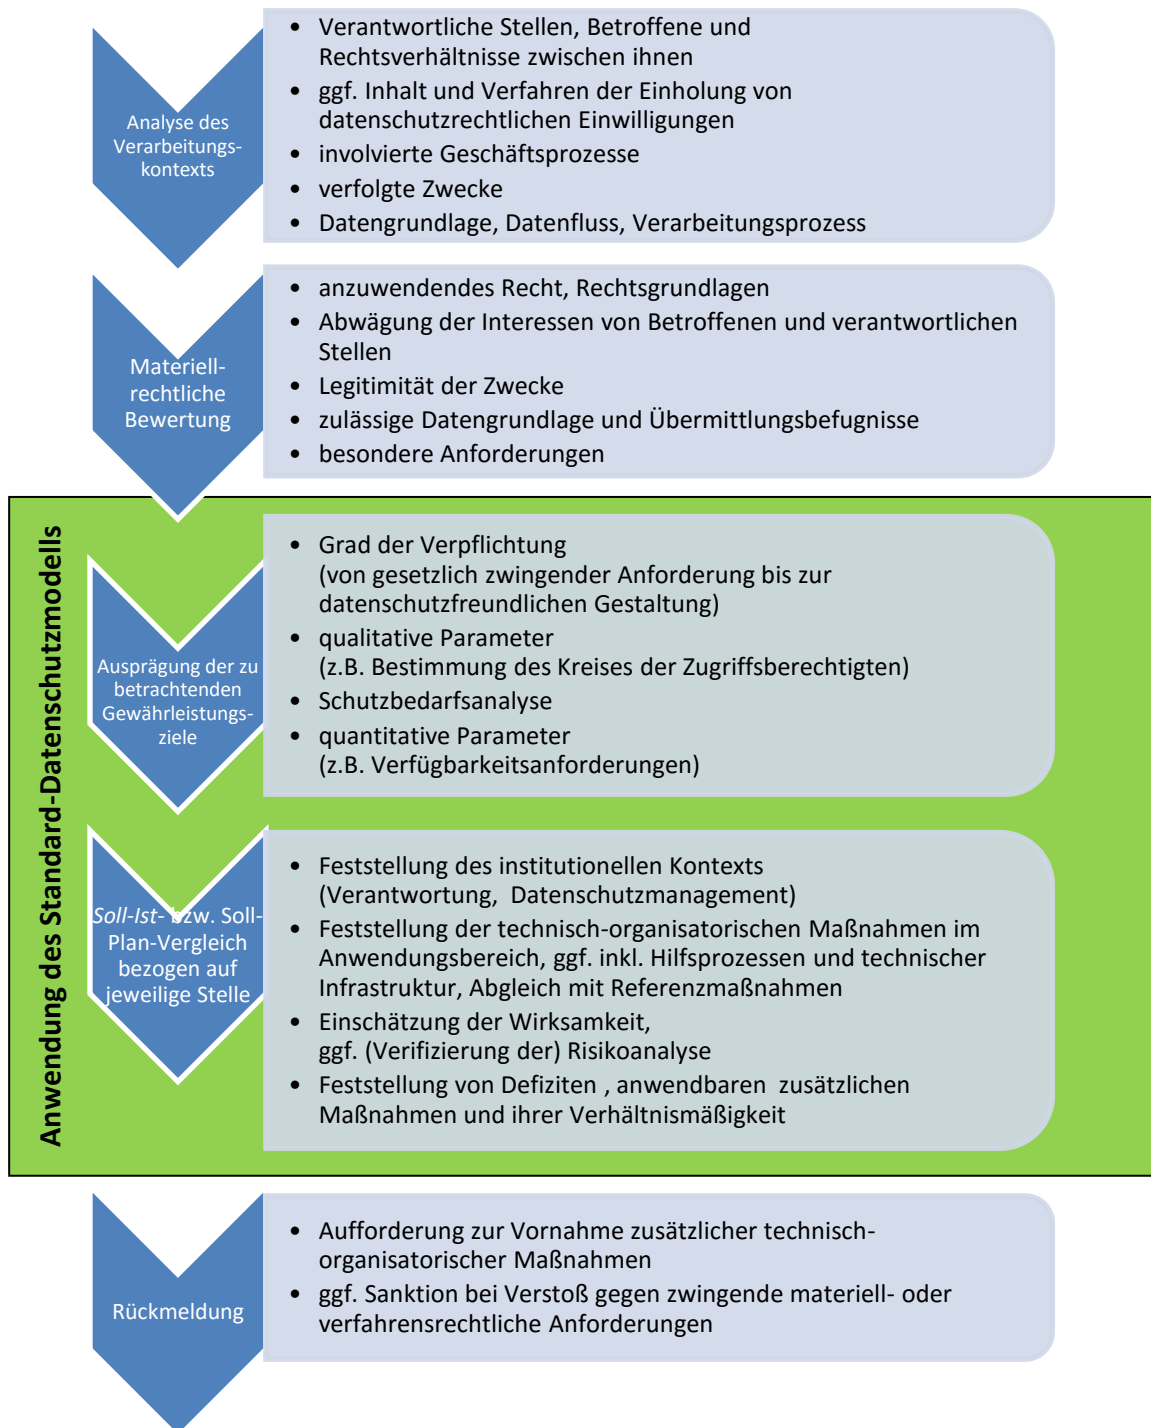 Analyse des
Verarbeitungs-
kontexts
• Verantwortliche Stellen, Betroffene und
Rechtsverhältnisse zwischen ihnen
• ggf. Inhalt und Verfahren der Einholung von
datenschutzrechtlichen Einwilligungen
• involvierte Geschäftsprozesse
• verfolgte Zwecke
• Datengrundlage, Datenfluss, Verarbeitungsprozess
Materiell-
rechtliche
Bewertung
• anzuwendendes Recht, Rechtsgrundlagen
• Abwägung der Interessen von Betroffenen und verantwortlichen
Stellen
• Legitimität der Zwecke
• zulässige Datengrundlage und Übermittlungsbefugnisse
• besondere Anforderungen
Anwendung des Standard-Datenschutzmodells
Ausprägung der zu
betrachtenden
Gewährleistungs-
ziele
• Grad der Verpflichtung
(von gesetzlich zwingender Anforderung bis zur
datenschutzfreundlichen Gestaltung)
• qualitative Parameter
(z.B. Bestimmung des Kreises der Zugriffsberechtigten)
• Schutzbedarfsanalyse
• quantitative Parameter
(z.B. Verfügbarkeitsanforderungen)
Soll-Ist- bzw. Soll-
Plan-Vergleich
bezogen auf
jeweilige Stelle
• Feststellung des institutionellen Kontexts
(Verantwortung, Datenschutzmanagement)
• Feststellung der technisch-organisatorischen Maßnahmen im
Anwendungsbereich, ggf. inkl. Hilfsprozessen und technischer
Infrastruktur, Abgleich mit Referenzmaßnahmen
• Einschätzung der Wirksamkeit,
ggf. (Verifizierung der) Risikoanalyse
• Feststellung von Defiziten , anwendbaren zusätzlichen
Maßnahmen und ihrer Verhältnismäßigkeit
Rückmeldung
• Aufforderung zur Vornahme zusätzlicher technisch-
organisatorischer Maßnahmen
• ggf. Sanktion bei Verstoß gegen zwingende materiell- oder
verfahrensrechtliche Anforderungen